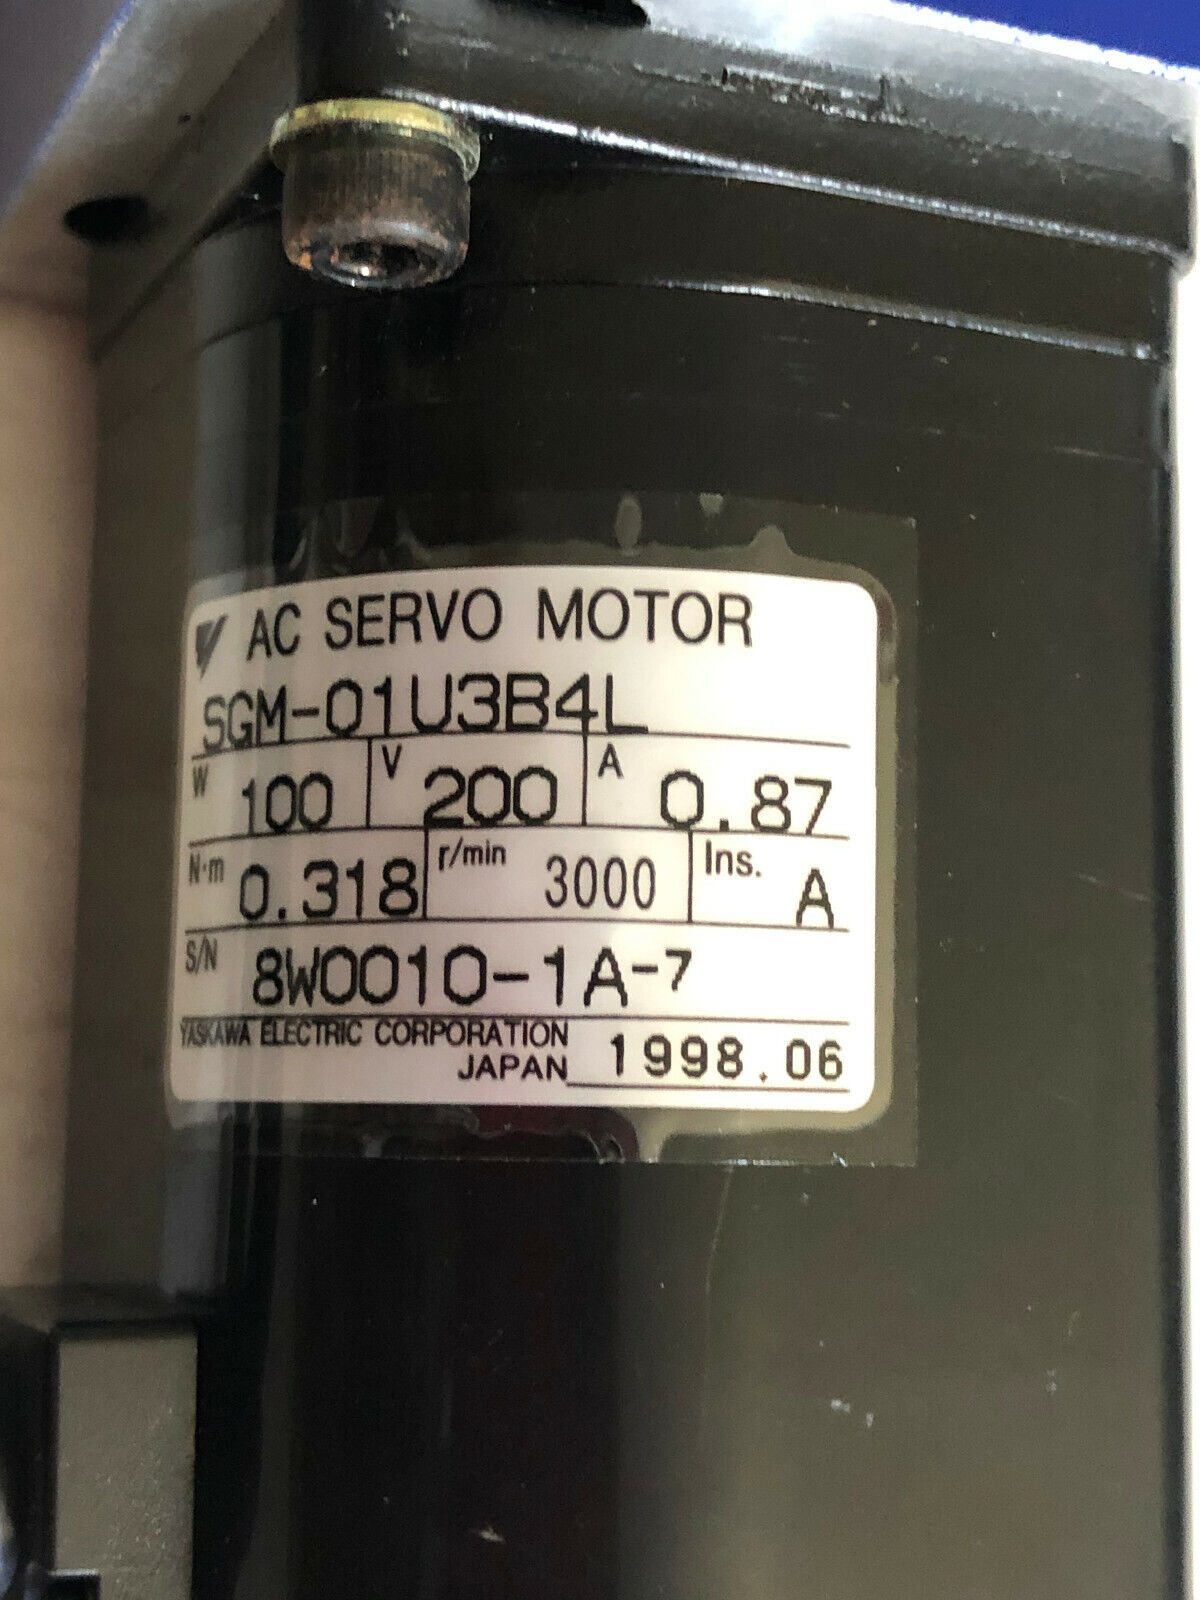 AC SERVO MOTOR
SGM-01U3B4L
W 100 V 200 A 0.87
N·m 0.318 r/min 3000 Ins. A
S/N 8W0010-1A-7
YASKAWA ELECTRIC CORPORATION
JAPAN 1998.06